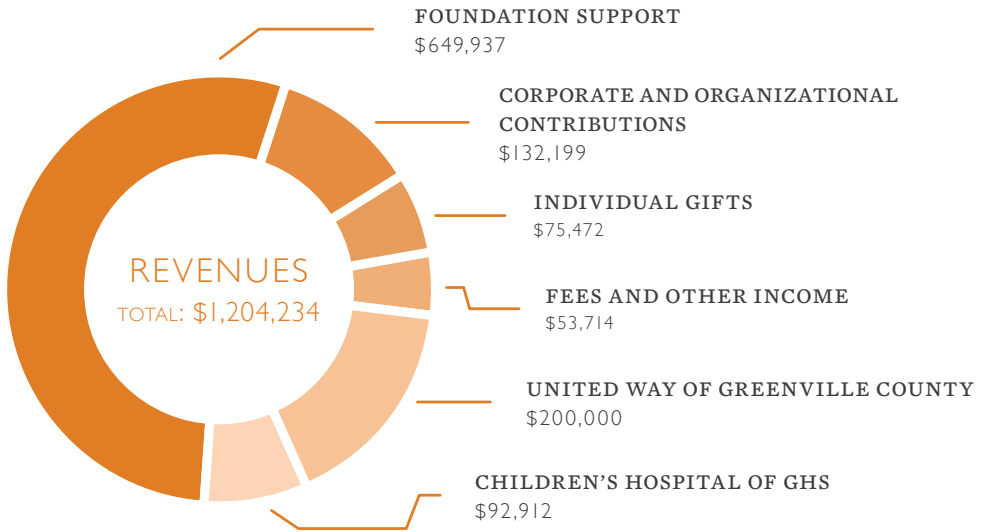 FOUNDATION SUPPORT
$649,937
CORPORATE AND ORGANIZATIONAL
CONTRIBUTIONS
$132,199
INDIVIDUAL GIFTS
$75,472
REVENUES
TOTAL: $1,204,234
FEES AND OTHER INCOME
$53,714
UNITED WAY OF GREENVILLE COUNTY
$200,000
CHILDREN'S HOSPITAL OF GHS
$92,912